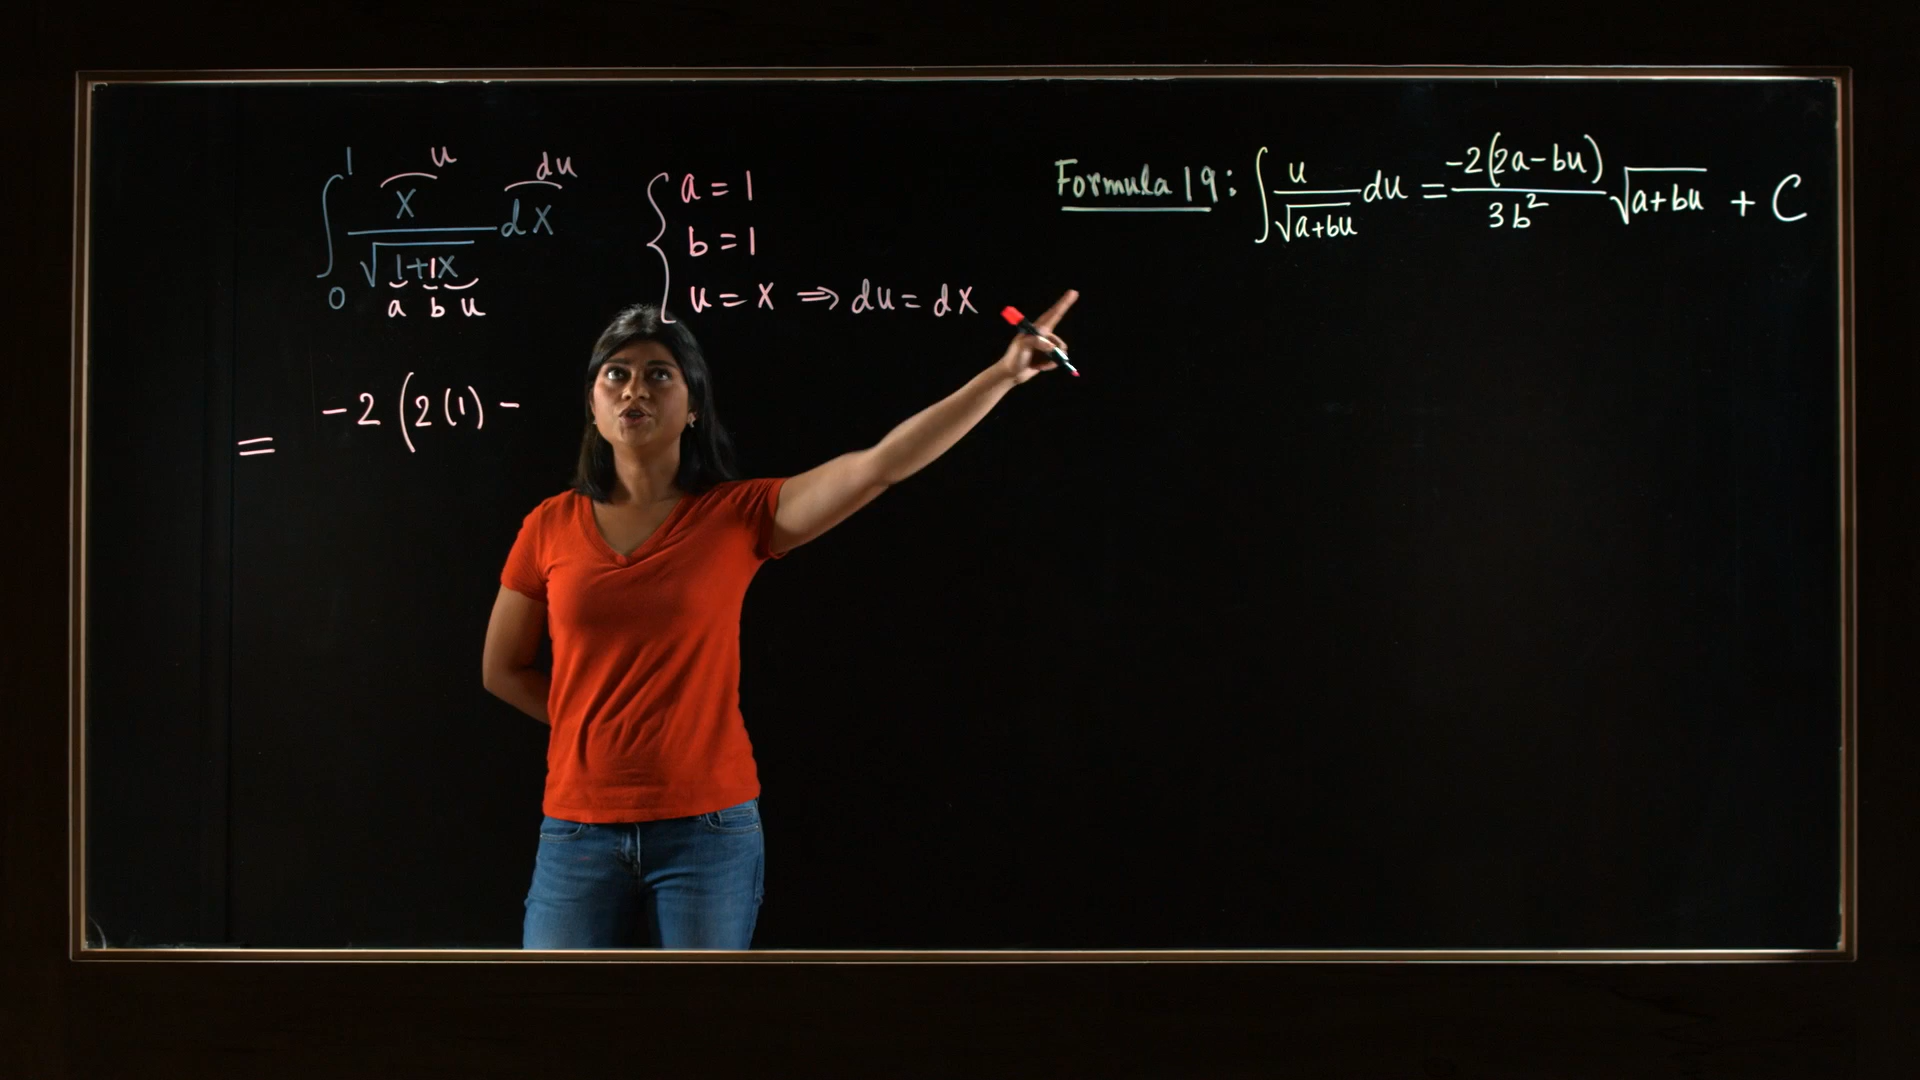 ∫₀¹ x/√(1+1x) dx
u
du
a b u
{ a = 1
b = 1
u = x ⇒ du = dx
Formula 19: ∫ u/√(a+bu) du = -2(2a-bu)/3b² √(a+bu) + C
= -2(2(1) -